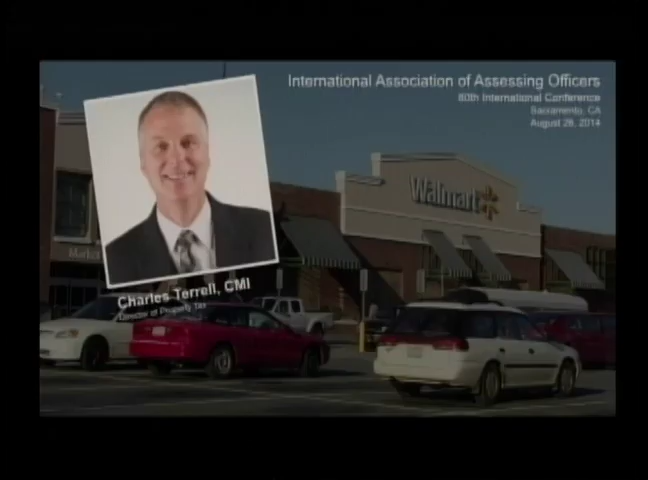 International Association of Assessing Officers
80th International Conference
Sacramento, CA
August 26, 2014
Walmart
Market
Charles Terrell, CMI
Director of Property Tax